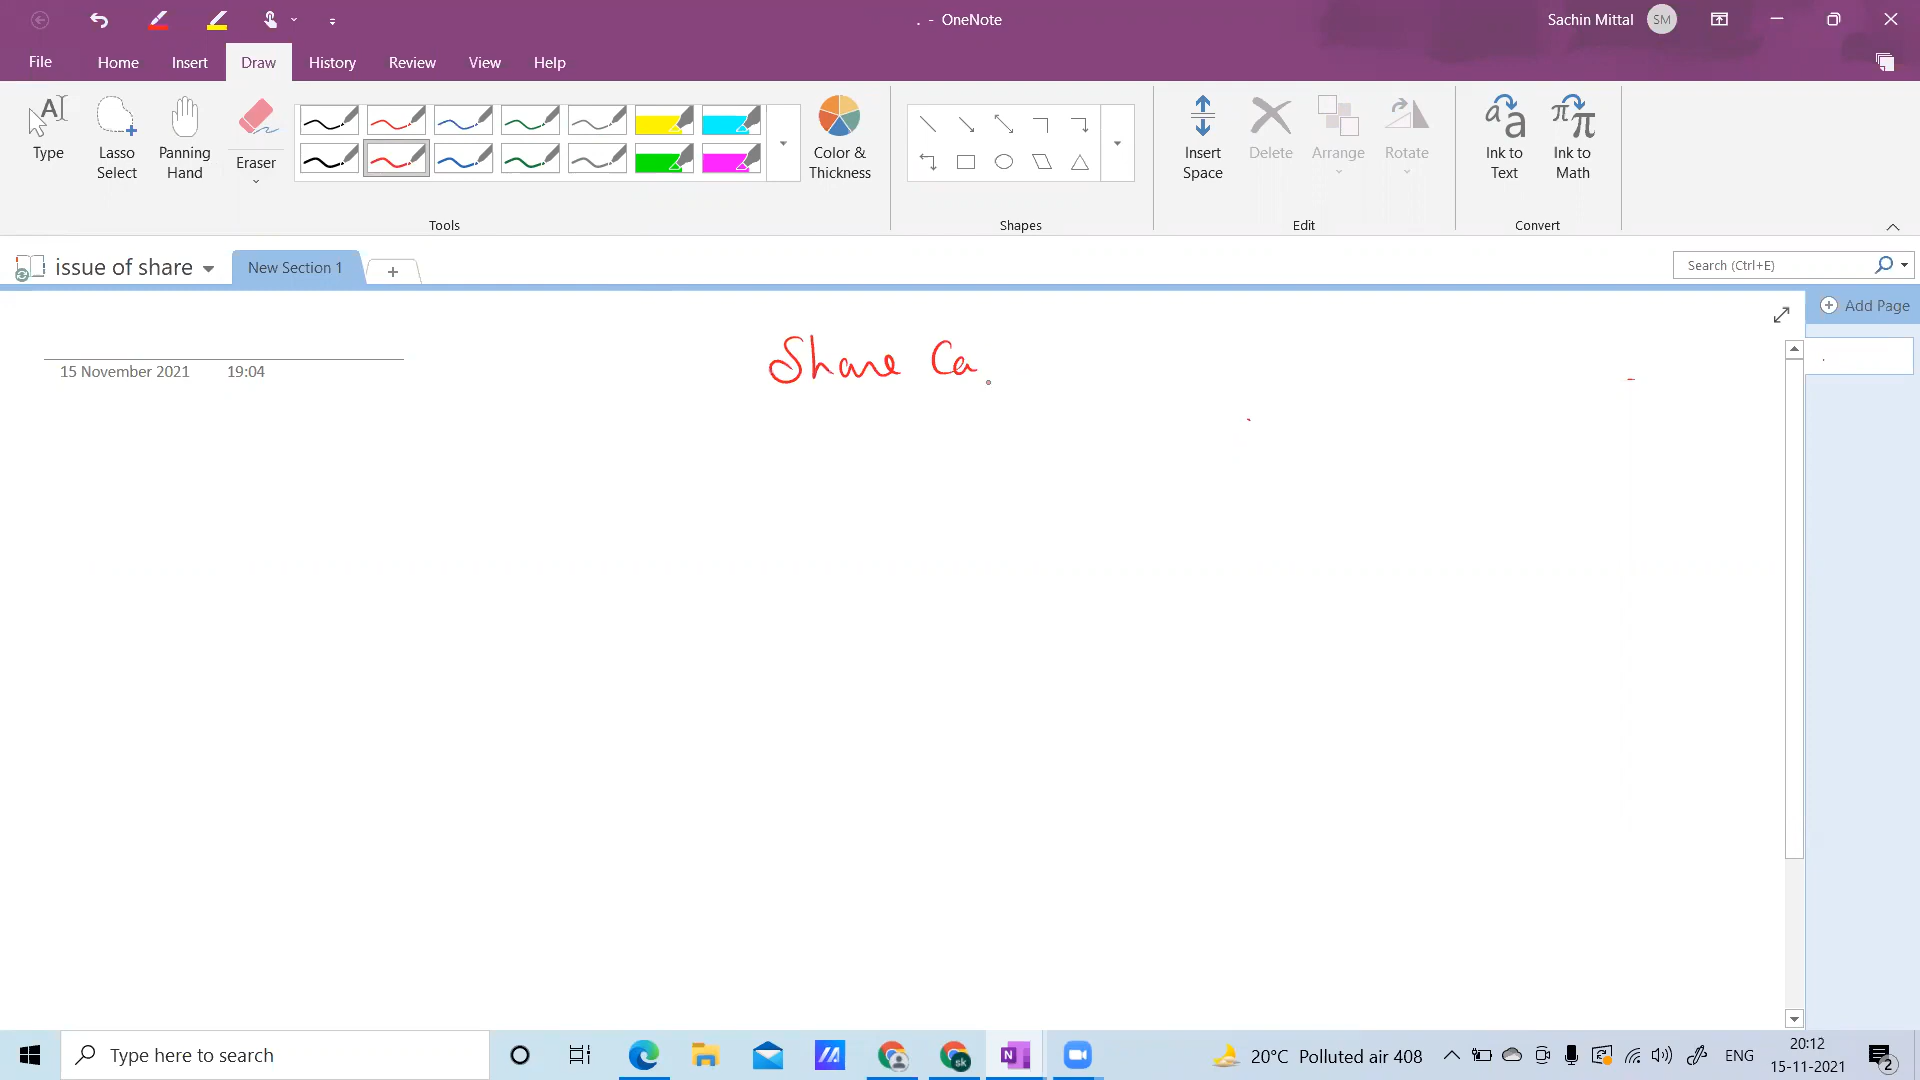 . - OneNote
Sachin Mittal SM
File Home Insert Draw History Review View Help
Type
Lasso Select
Panning Hand
Eraser
Color & Thickness
Insert Space
Delete
Arrange
Rotate
Ink to Text
Ink to Math
Tools Shapes Edit Convert
issue of share New Section 1 + Search (Ctrl+E)
Add Page
Share Ca
15 November 2021 19:04
Type here to search
20°C Polluted air 408 ENG
20:12
15-11-2021
2